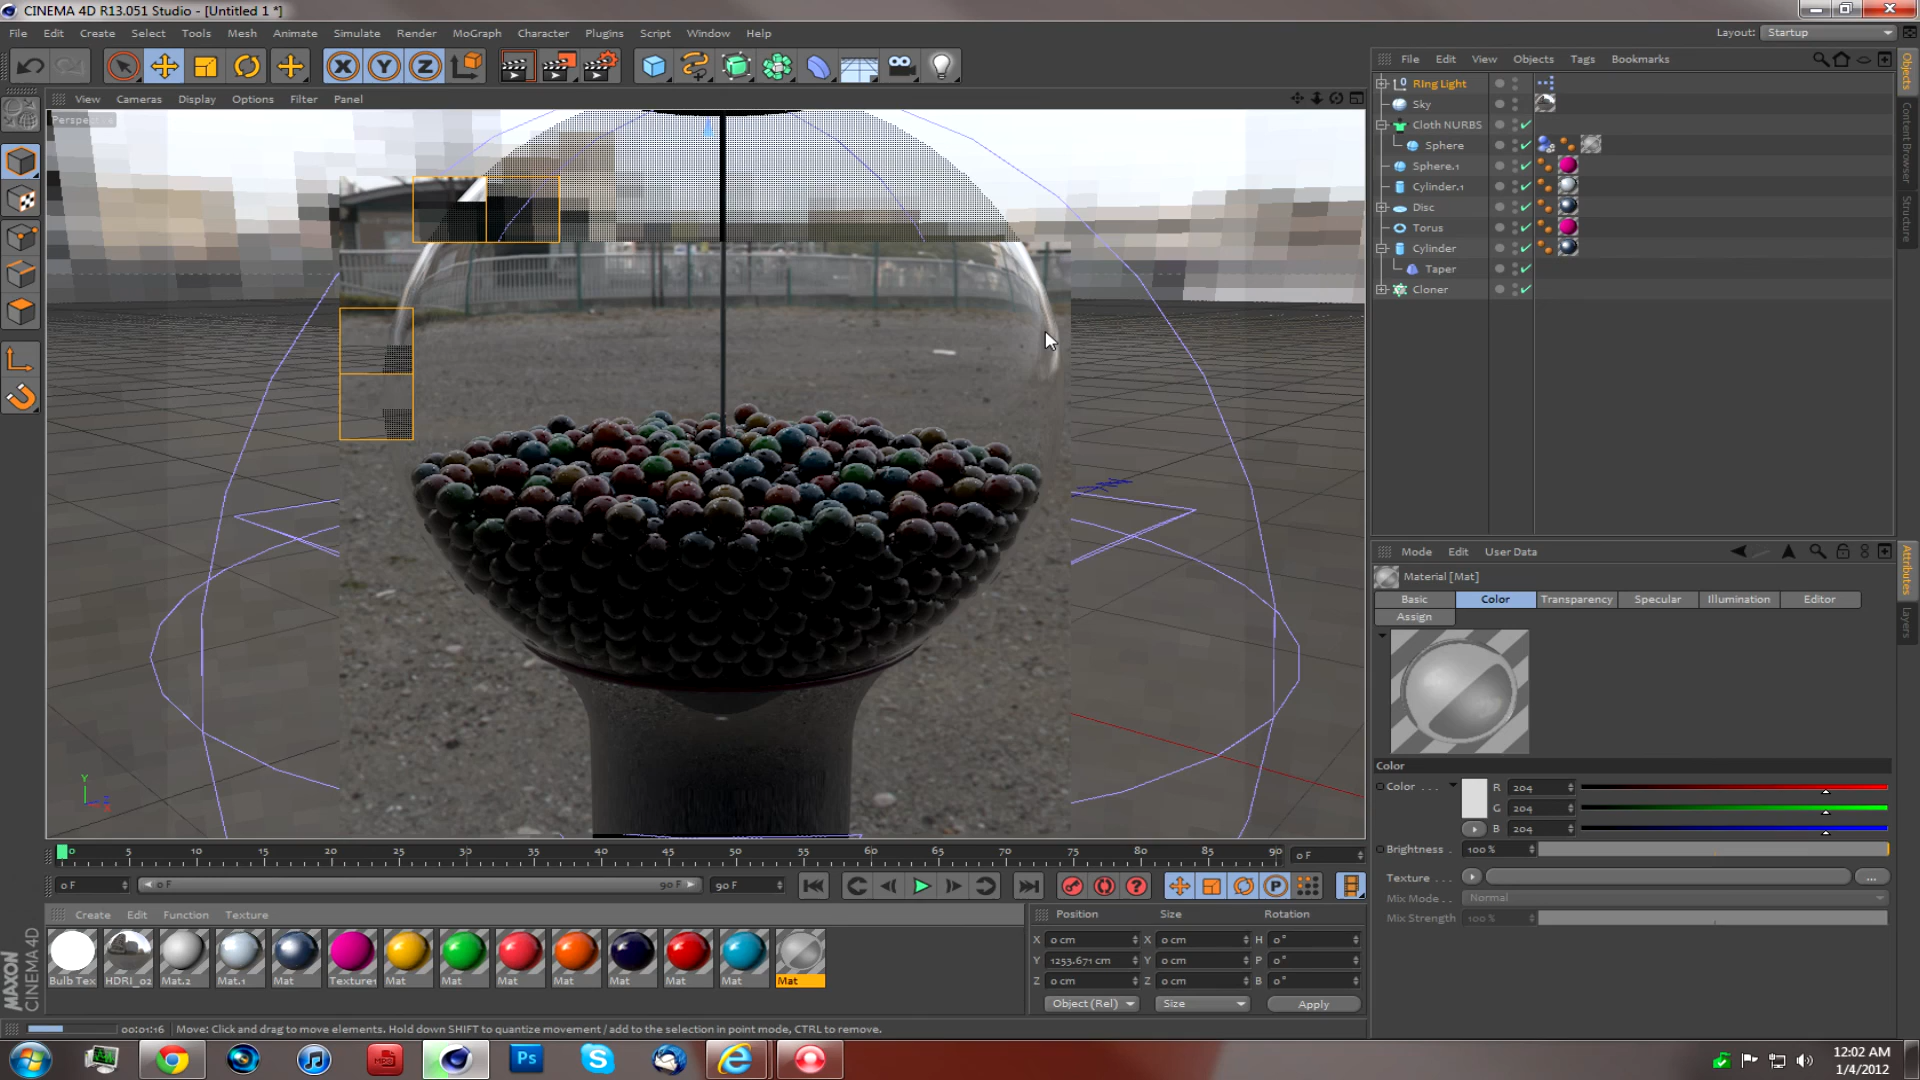 CINEMA 4D R13.051 Studio - [Untitled 1 *]
File Edit Create Select Tools Mesh Animate Simulate Render MoGraph Character Plugins Script Window Help
Layout: Startup
File Edit View Objects Tags Bookmarks
View Cameras Display Options Filter Panel
Ring Light
Sky
Cloth NURBS
Sphere
Sphere.1
Cylinder.1
Disc
Torus
Cylinder
Taper
Cloner
Objects
Content Browser
Structure
Mode Edit User Data
Material [Mat]
Basic Color Transparency Specular Illumination Editor
Assign
Attributes
Layers
Color
Color . . . R 204
G 204
B 204
Brightness . 100 %
Texture . . . ...
Mix Mode . Normal
Mix Strength 100 %
Y
0 5 10 15 20 25 30 35 40 45 50 55 60 65 70 75 80 85 90 0 F
0 F 0 F 90 F 90 F
P
Create Edit Function Texture
Bulb Tex HDRI_02 Mat.2 Mat.1 Mat Texture1 Mat Mat Mat Mat Mat Mat Mat Mat
Position Size Rotation
X 0 cm X 0 cm H 0 °
Y 1253.671 cm Y 0 cm P 0 °
Z 0 cm Z 0 cm B 0 °
Object (Rel) Size Apply
MAXON
CINEMA 4D
00:01:16 Move: Click and drag to move elements. Hold down SHIFT to quantize movement / add to the selection in point mode, CTRL to remove.
Ps
12:02 AM
1/4/2012